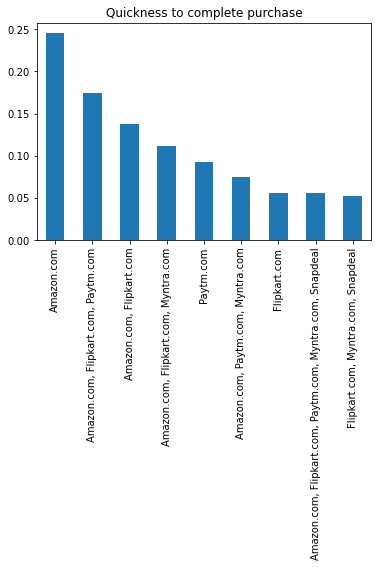 Quickness to complete purchase
0.25
0.20
0.15
0.10
0.05
0.00
Amazon.com
Amazon.com, Flipkart.com, Paytm.com
Amazon.com, Flipkart.com
Amazon.com, Flipkart.com, Myntra.com
Paytm.com
Amazon.com, Paytm.com, Myntra.com
Flipkart.com
Amazon.com, Flipkart.com, Paytm.com, Myntra.com, Snapdeal
Flipkart.com, Myntra.com, Snapdeal